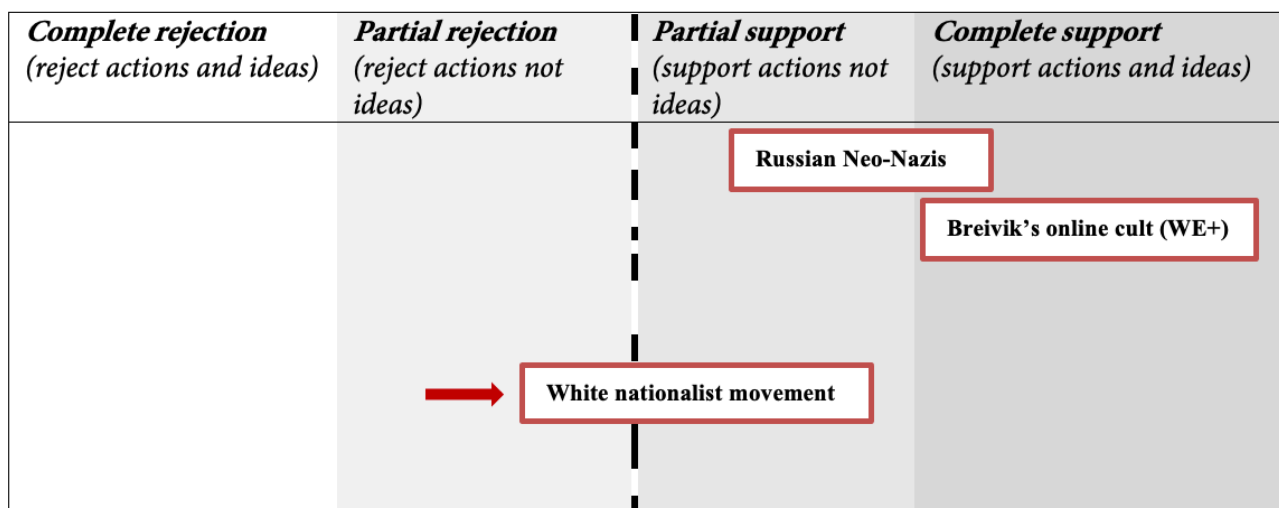 Complete rejection
(reject actions and ideas)
Partial rejection
(reject actions not
ideas)
Partial support
(support actions not
ideas)
Complete support
(support actions and ideas)
Russian Neo-Nazis
Breivik’s online cult (WE+)
White nationalist movement